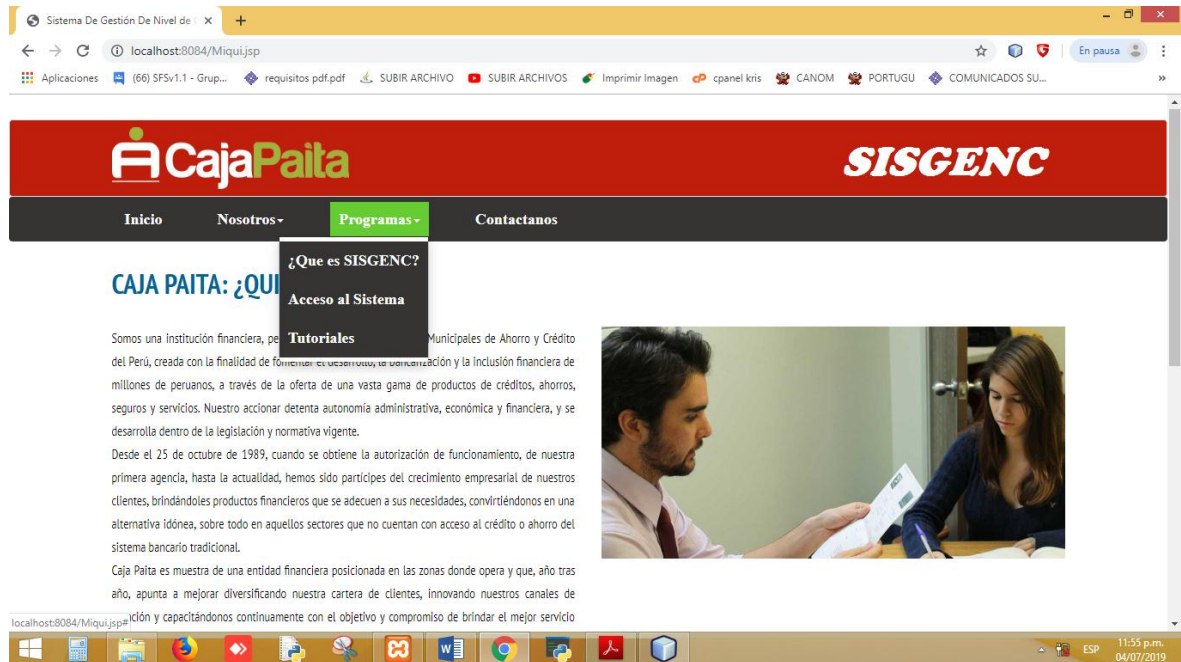 Sistema De Gestión De Nivel de
localhost:8084/Miqui.jsp
En pausa
Aplicaciones
(66) SFSv1.1 - Grup...
requisitos pdf.pdf
SUBIR ARCHIVO
SUBIR ARCHIVOS
Imprimir Imagen
cpanel kris
CANOM
PORTUGU
COMUNICADOS SU...
»
CajaPaita
SISGENC
Inicio
Nosotros
Programas
Contactanos
¿Que es SISGENC?
Acceso al Sistema
Tutoriales
CAJA PAITA: ¿QUI
Somos una institución financiera, pe Municipales de Ahorro y Crédito
del Perú, creada con la finalidad de fomentar el desarrollo, la bancarización y la inclusión financiera de
millones de peruanos, a través de la oferta de una vasta gama de productos de créditos, ahorros,
seguros y servicios. Nuestro accionar detenta autonomía administrativa, económica y financiera, y se
desarrolla dentro de la legislación y normativa vigente.
Desde el 25 de octubre de 1989, cuando se obtiene la autorización de funcionamiento, de nuestra
primera agencia, hasta la actualidad, hemos sido partícipes del crecimiento empresarial de nuestros
clientes, brindándoles productos financieros que se adecuen a sus necesidades, convirtiéndonos en una
alternativa idónea, sobre todo en aquellos sectores que no cuentan con acceso al crédito o ahorro del
sistema bancario tradicional.
Caja Paita es muestra de una entidad financiera posicionada en las zonas donde opera y que, año tras
año, apunta a mejorar diversificando nuestra cartera de clientes, innovando nuestros canales de
ción y capacitándonos continuamente con el objetivo y compromiso de brindar el mejor servicio
localhost:8084/Miqui.jsp#
ESP
11:55 p.m.
04/07/2019